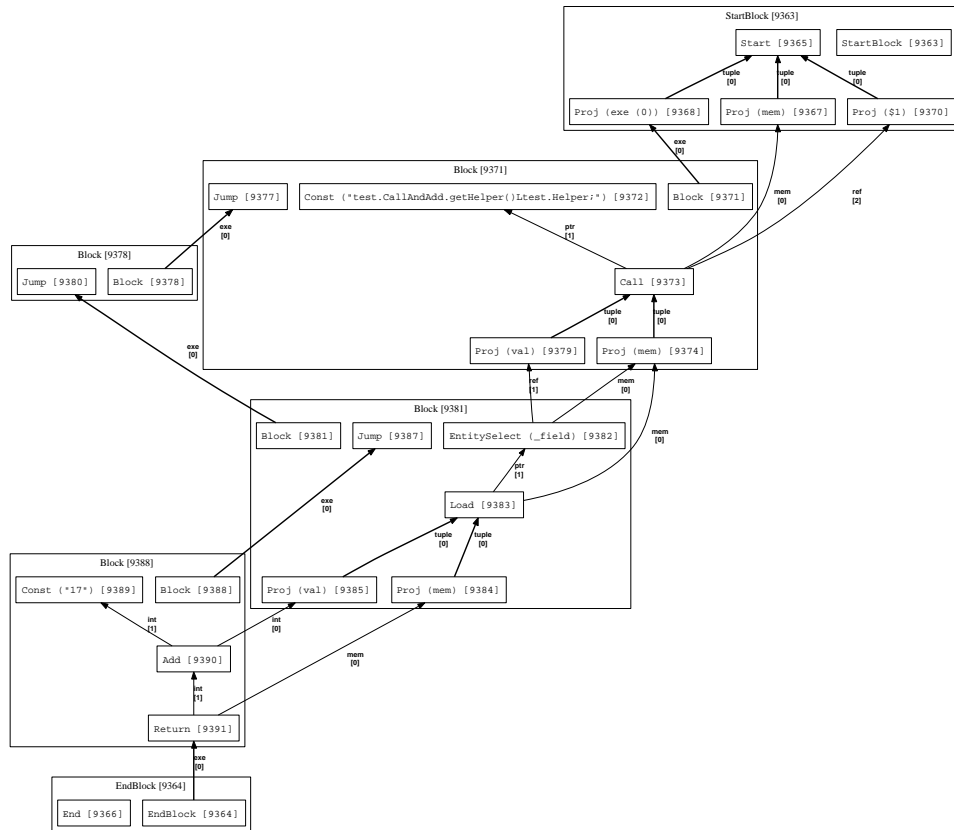 StartBlock [9363]
Start [9365]
StartBlock [9363]
tuple
[0]
tuple
[0]
tuple
[0]
Proj (exe (0)) [9368]
Proj (mem) [9367]
Proj ($1) [9370]
exe
[0]
Block [9371]
Jump [9377]
Const ("test.CallAndAdd.getHelper()Ltest.Helper;") [9372]
Block [9371]
mem
[0]
ref
[2]
exe
[0]
ptr
[1]
Block [9378]
Jump [9380]
Block [9378]
Call [9373]
tuple
[0]
tuple
[0]
exe
[0]
Proj (val) [9379]
Proj (mem) [9374]
ref
[1]
mem
[0]
Block [9381]
Block [9381]
Jump [9387]
EntitySelect (_field) [9382]
mem
[0]
ptr
[1]
exe
[0]
Load [9383]
tuple
[0]
tuple
[0]
Block [9388]
Const ("17") [9389]
Block [9388]
Proj (val) [9385]
Proj (mem) [9384]
int
[1]
int
[0]
Add [9390]
mem
[0]
int
[1]
Return [9391]
exe
[0]
EndBlock [9364]
End [9366]
EndBlock [9364]